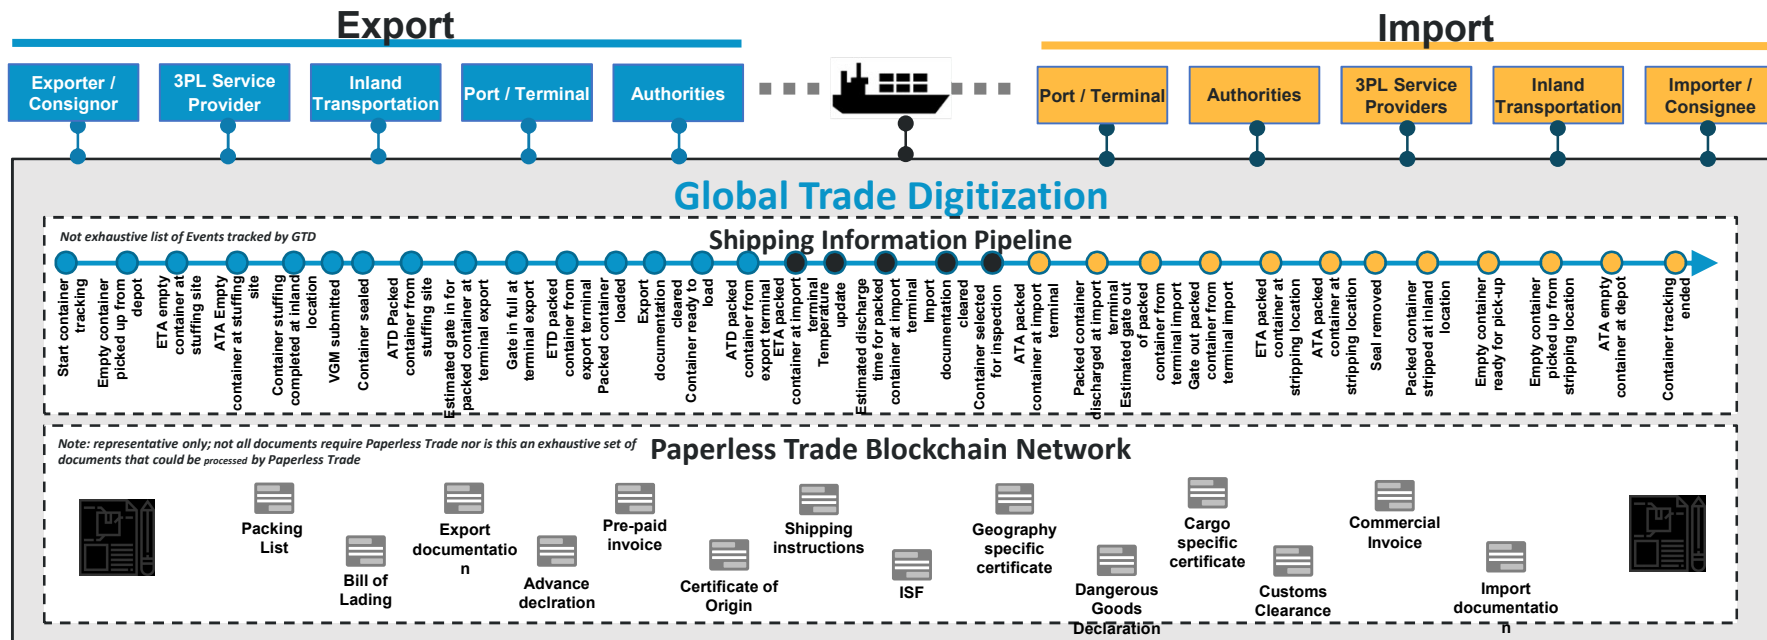 Export
Import
Exporter /
Consignor
3PL Service
Provider
Inland
Transportation
Port / Terminal
Authorities
Port / Terminal
Authorities
3PL Service
Providers
Inland
Transportation
Importer /
Consignee
Global Trade Digitization
Not exhaustive list of Events tracked by GTD
Shipping Information Pipeline
Start container
tracking
Empty container
picked up from
depot
ETA empty
container at
stuffing site
ATA Empty
container at stuffing
site
Container stuffing
completed at inland
location
VGM submitted
Container sealed
ATD Packed
container from
stuffing site
Estimated gate in for
packed container at
terminal export
Gate in full at
terminal export
ETD packed
container from
export terminal
Packed container
loaded
Export
documentation
cleared
Container ready to
load
ATD packed
container from
export terminal
ETA packed
container at import
terminal
Temperature
update
Estimated discharge
time for packed
container at import
terminal
Import
documentation
cleared
Container selected
for inspection
ATA packed
container at import
terminal
Packed container
discharged at import
terminal
Estimated gate out
of packed
container from
terminal import
Gate out packed
container from
terminal import
ETA packed
container at
stripping location
ATA packed
container at
stripping location
Seal removed
Packed container
stripped at inland
location
Empty container
ready for pick-up
Empty container
picked up from
stripping location
ATA empty
container at depot
Container tracking
ended
Note: representative only; not all documents require Paperless Trade nor is this an exhaustive set of
documents that could be processed by Paperless Trade
Paperless Trade Blockchain Network
Packing
List
Bill of
Lading
Export
documentatio
n
Advance
declration
Pre-paid
invoice
Certificate of
Origin
Shipping
instructions
ISF
Geography
specific
certificate
Dangerous
Goods
Declaration
Cargo
specific
certificate
Customs
Clearance
Commercial
Invoice
Import
documentatio
n